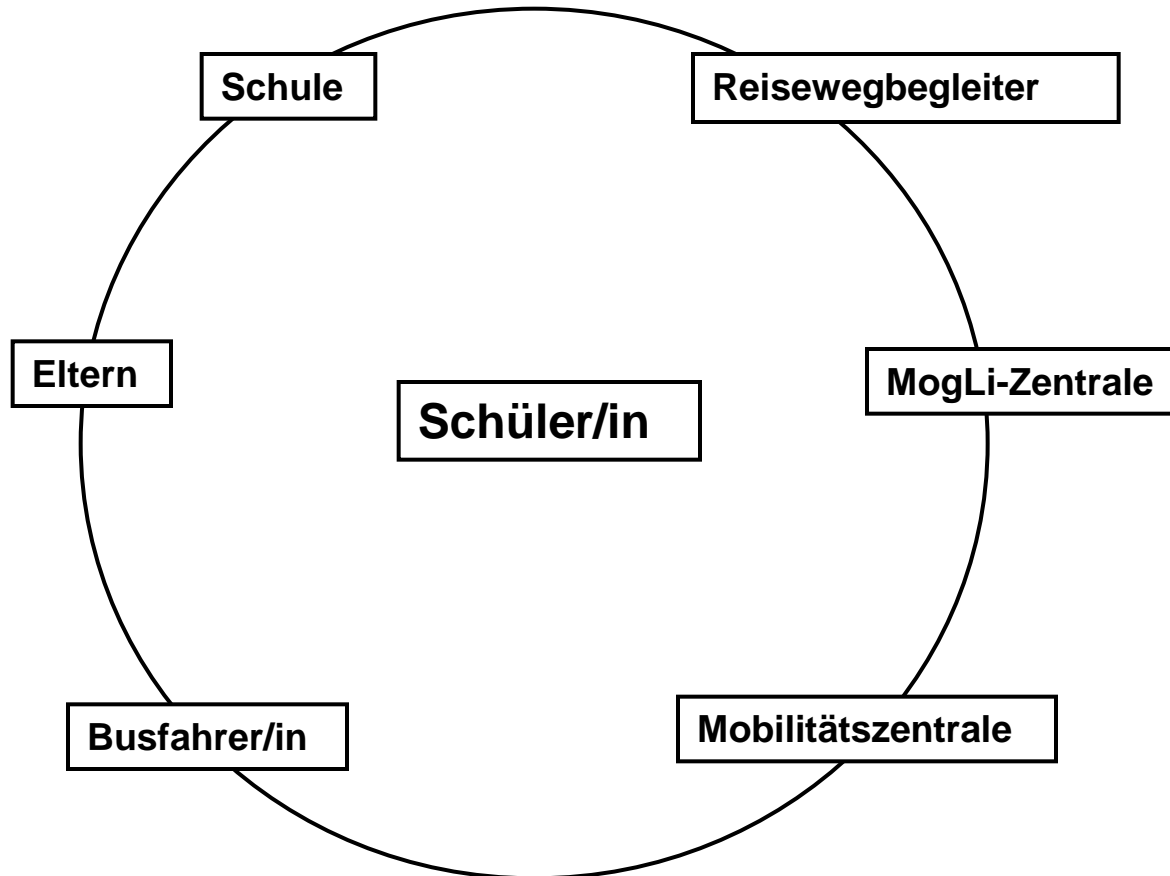 Schule
Reisewegbegleiter
Eltern
MogLi-Zentrale
Schüler/in
Busfahrer/in
Mobilitätszentrale